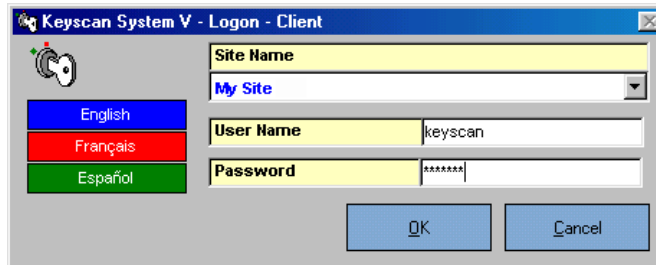 Keyscan System V - Logon - Client
Site Name
My Site
English
Français
Español
User Name
keyscan
Password
*******
OK
Cancel